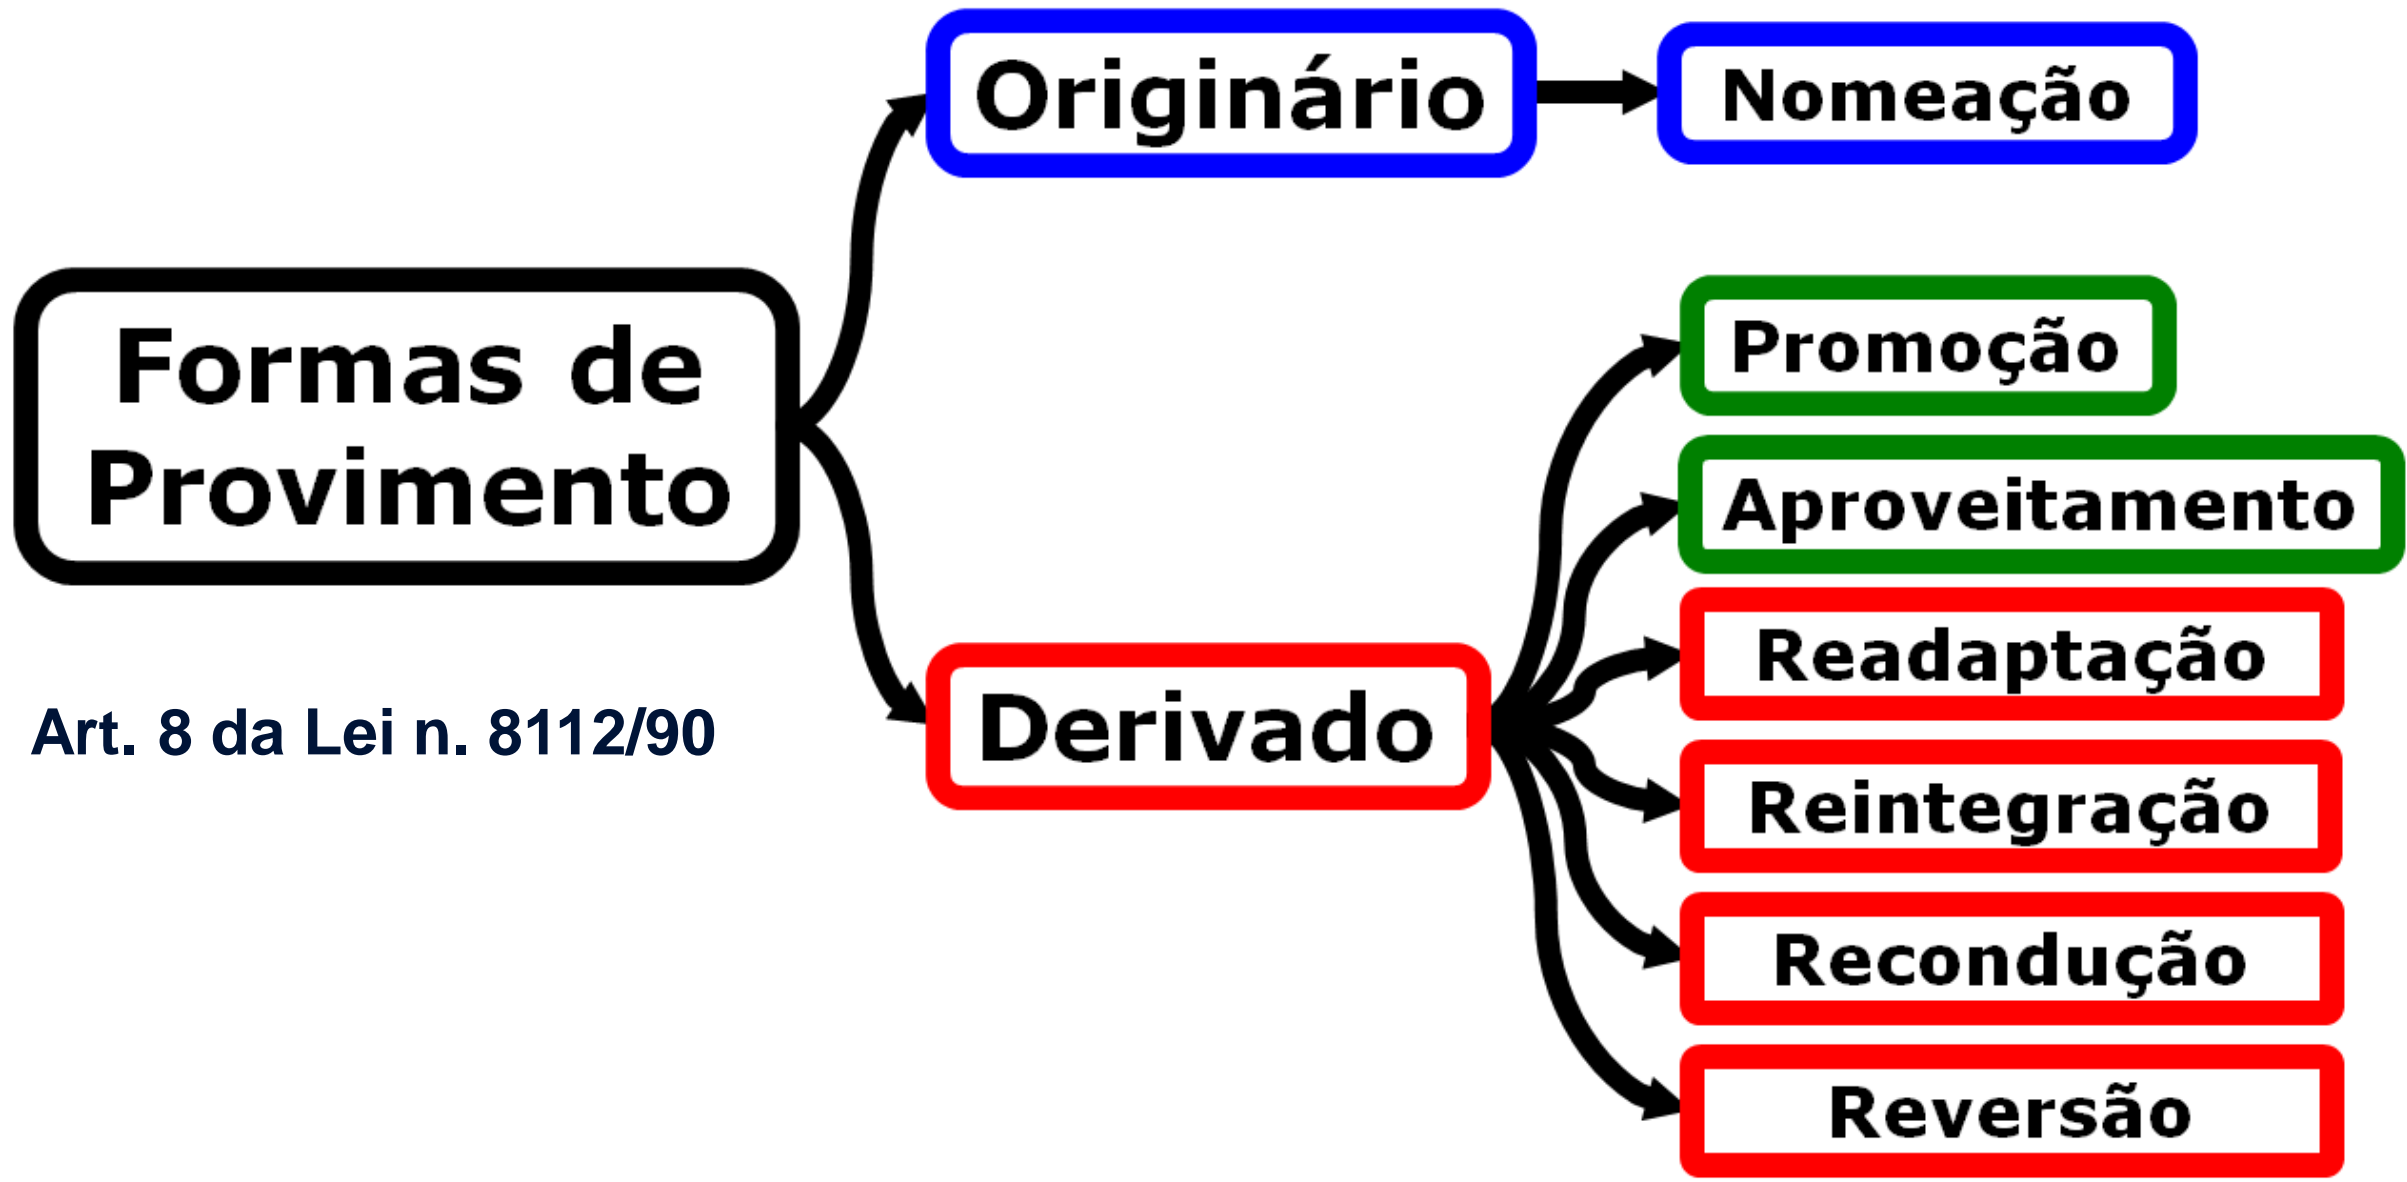 Originário
Nomeação
Formas de
Provimento
Art. 8 da Lei n. 8112/90
Derivado
Promoção
Aproveitamento
Readaptação
Reintegração
Recondução
Reversão